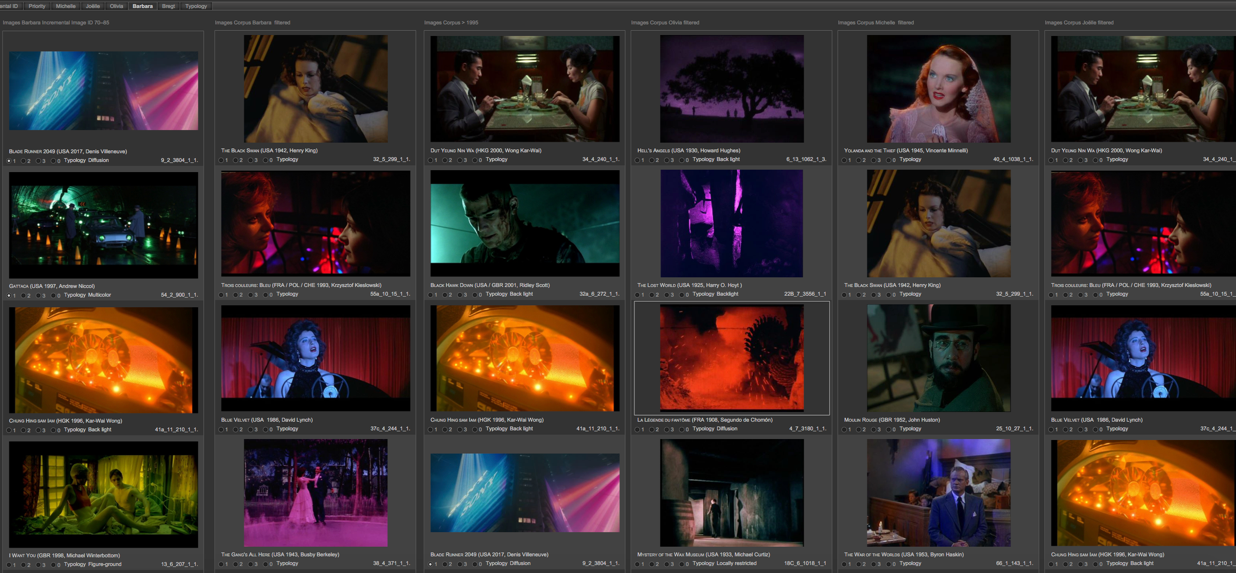 ental ID Priority Michelle Joëlle Olivia Barbara Bregt Typology
Images Barbara Incremental Image ID 70–85
Images Corpus Barbara filtered
Images Corpus > 1995
Images Corpus Olivia filtered
Images Corpus Michelle filtered
Images Corpus Joëlle filtered
Blade Runner 2049 (USA 2017, Denis Villeneuve)
1 2 3 0 Typology Diffusion 9_2_3804_1_1.
The Black Swan (USA 1942, Henry King)
1 2 3 0 Typology 32_5_299_1_1.
Dut Young Nin Wa (HKG 2000, Wong Kar-Wai)
1 2 3 0 Typology Back light 34_4_240_1_1.
Hell's Angels (USA 1930, Howard Hughes)
1 2 3 0 Typology Back light 6_13_1062_1_3.
Yolanda and the Thief (USA 1945, Vincente Minnelli)
1 2 3 0 Typology 40_4_1038_1_1.
Dut Young Nin Wa (HKG 2000, Wong Kar-Wai)
1 2 3 0 Typology Back light 34_4_240_1_
Gattaca (USA 1997, Andrew Niccol)
1 2 3 0 Typology Multicolor 54_2_900_1_1.
Trois couleurs: Bleu (FRA / POL / CHE 1993, Krzysztof Kieslowski)
1 2 3 0 Typology 55a_10_15_1_1.
Black Hawk Down (USA / GBR 2001, Ridley Scott)
1 2 3 0 Typology Back light 32a_6_272_1_1.
The Lost World (USA 1925, Harry O. Hoyt )
1 2 3 0 Typology Backlight 22B_7_3556_1_1
The Black Swan (USA 1942, Henry King)
1 2 3 0 Typology 32_5_299_1_1.
Trois couleurs: Bleu (FRA / POL / CHE 1993, Krzysztof Kieslowski)
1 2 3 0 Typology 55a_10_15_1_
Chung Hing sam lam (HGK 1996, Kar-Wai Wong)
1 2 3 0 Typology Back light 41a_11_210_1_1.
Blue Velvet (USA 1986, David Lynch)
1 2 3 0 Typology 37c_4_244_1_1.
Chung Hing sam lam (HGK 1996, Kar-Wai Wong)
1 2 3 0 Typology Back light 41a_11_210_1_1.
La Légende du fantôme (FRA 1908, Segundo de Chomón)
1 2 3 0 Typology Diffusion 4_7_3180_1_1.
Moulin Rouge (GBR 1952, John Huston)
1 2 3 0 Typology 25_10_27_1_1.
Blue Velvet (USA 1986, David Lynch)
1 2 3 0 Typology 37c_4_244_1_
I Want You (GBR 1998, Michael Winterbottom)
1 2 3 0 Typology Figure-ground 13_6_207_1_1.
The Gang's All Here (USA 1943, Busby Berkeley)
1 2 3 0 Typology 38_4_371_1_1.
Blade Runner 2049 (USA 2017, Denis Villeneuve)
1 2 3 0 Typology Diffusion 9_2_3804_1_1.
Mystery of the Wax Museum (USA 1933, Michael Curtiz)
1 2 3 0 Typology Locally restricted 18C_6_1018_1_1
The War of the Worlds (USA 1953, Byron Haskin)
1 2 3 0 Typology 66_1_143_1_1.
Chung Hing sam lam (HGK 1996, Kar-Wai Wong)
1 2 3 0 Typology Back light 41a_11_210_1_